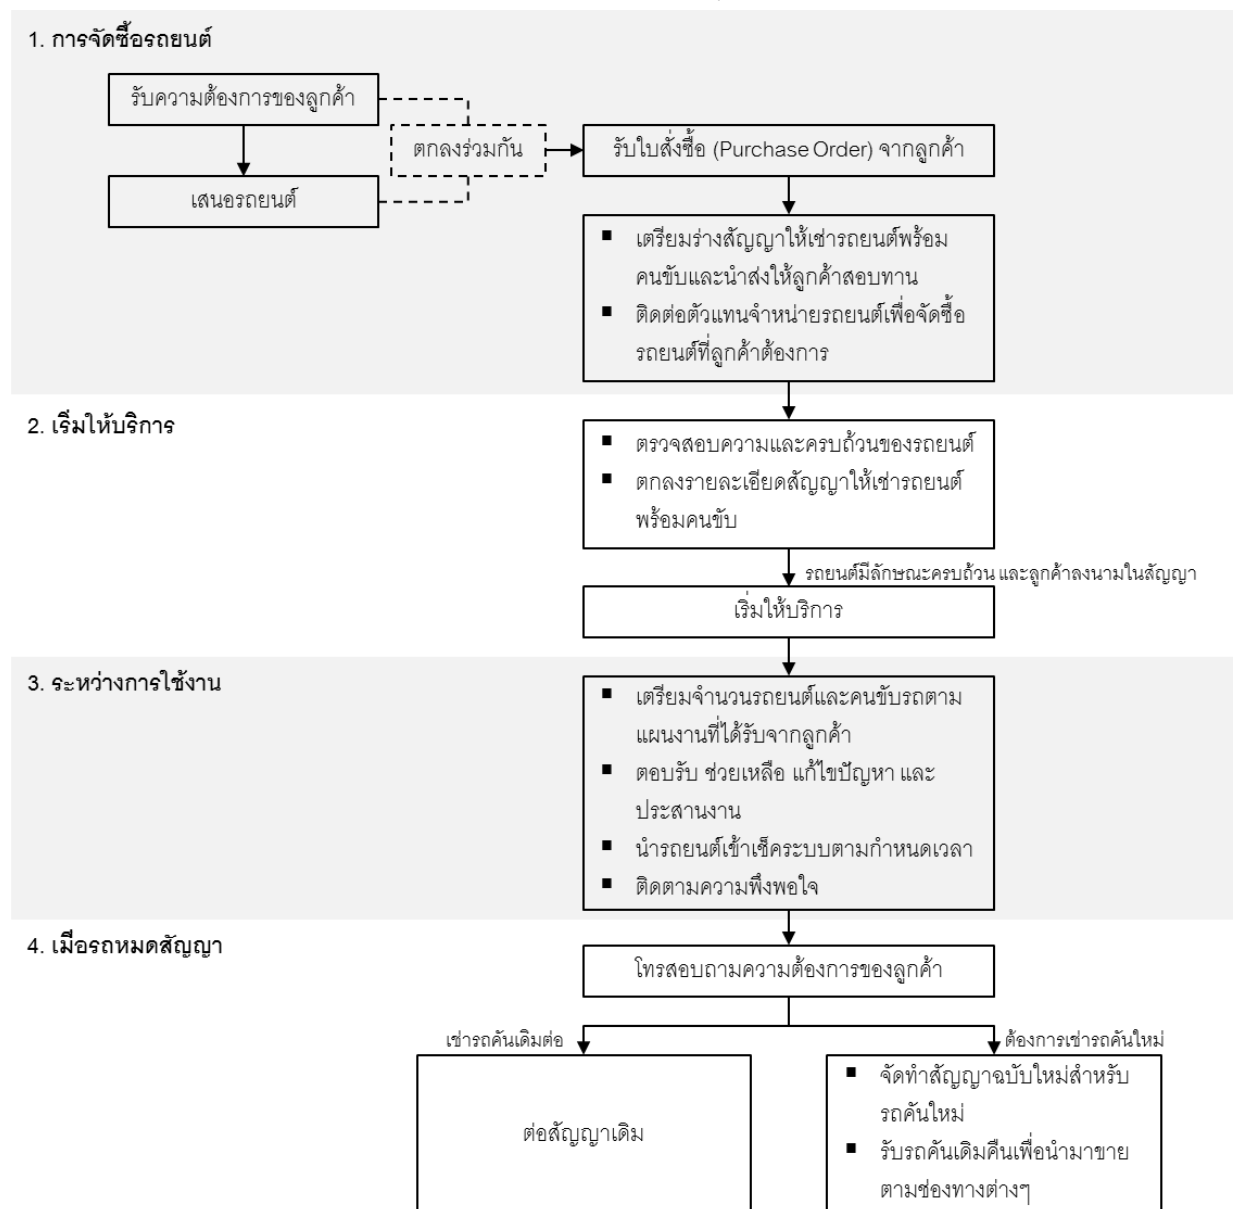 1. การจัดซื้อรถยนต์
รับความต้องการของลูกค้า
ตกลงร่วมกัน
รับใบสั่งซื้อ (Purchase Order) จากลูกค้า
เสนอรถยนต์
■ เตรียมร่างสัญญาให้เช่ารถยนต์พร้อม
คนขับและนำส่งให้ลูกค้าสอบทาน
■ ติดต่อตัวแทนจำหน่ายรถยนต์เพื่อจัดซื้อ
รถยนต์ที่ลูกค้าต้องการ
2. เริ่มให้บริการ
■ ตรวจสอบความและครบถ้วนของรถยนต์
■ ตกลงรายละเอียดสัญญาให้เช่ารถยนต์
พร้อมคนขับ
รถยนต์มีลักษณะครบถ้วน และลูกค้าลงนามในสัญญา
เริ่มให้บริการ
3. ระหว่างการใช้งาน
■ เตรียมจำนวนรถยนต์และคนขับรถตาม
แผนงานที่ได้รับจากลูกค้า
■ ตอบรับ ช่วยเหลือ แก้ไขปัญหา และ
ประสานงาน
■ นำรถยนต์เข้าเช็คระบบตามกำหนดเวลา
■ ติดตามความพึงพอใจ
4. เมื่อรถหมดสัญญา
โทรสอบถามความต้องการของลูกค้า
เช่ารถคันเดิมต่อ
ต้องการเช่ารถคันใหม่
ต่อสัญญาเดิม
■ จัดทำสัญญาฉบับใหม่สำหรับ
รถคันใหม่
■ รับรถคันเดิมคืนเพื่อนำมาขาย
ตามช่องทางต่างๆ